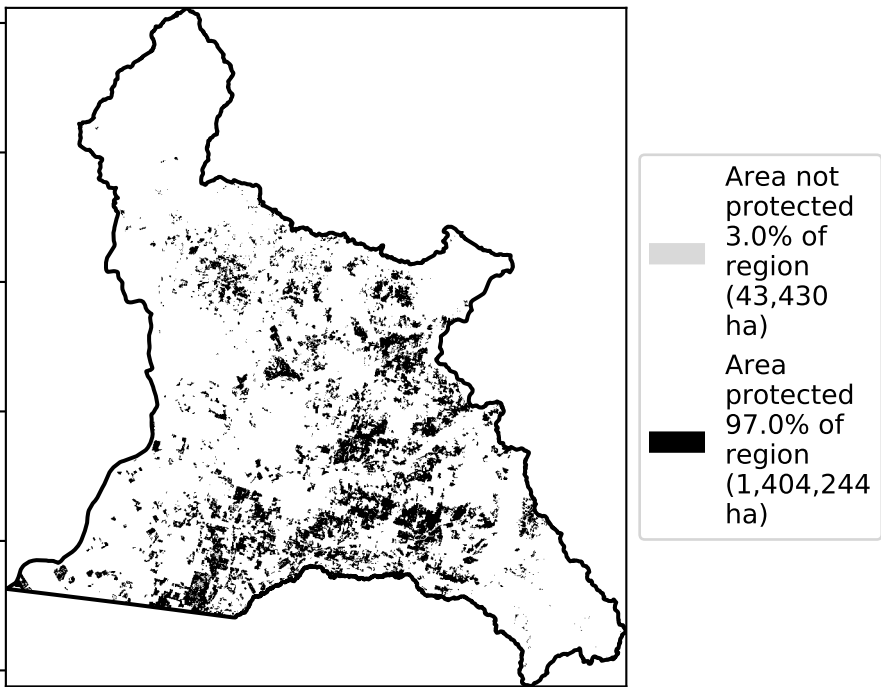 Area not
protected
3.0% of
region
(43,430
ha)
Area
protected
97.0% of
region
(1,404,244
ha)